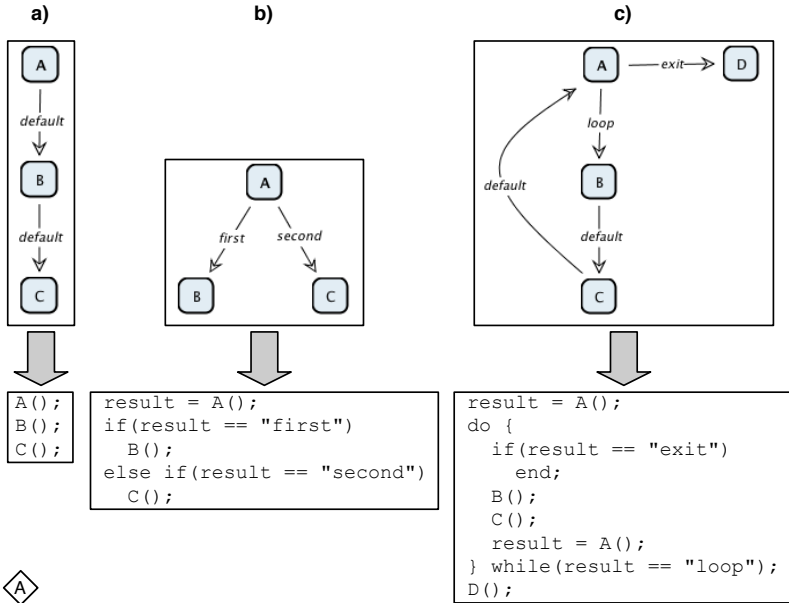 a)
b)
c)
A
default
B
default
C
A
first
second
B
C
A
exit
D
loop
B
default
default
C
A();
B();
C();
result = A();
if(result == "first")
B();
else if(result == "second")
C();
result = A();
do {
if(result == "exit")
end;
B();
C();
result = A();
} while(result == "loop");
D();
A